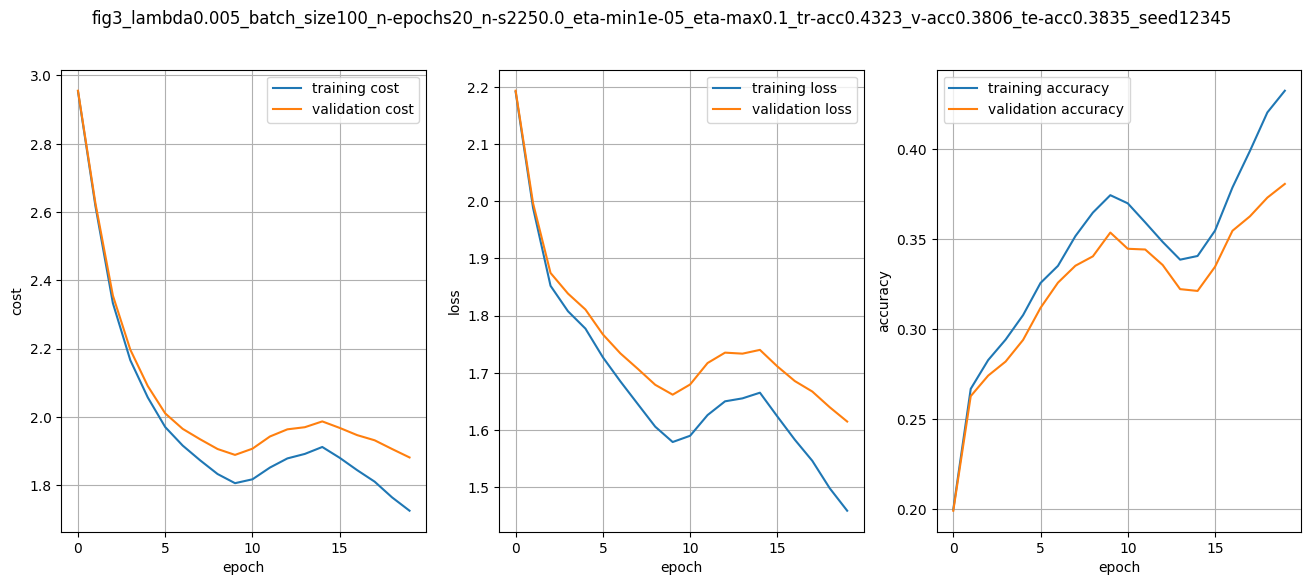 fig3_lambda0.005_batch_size100_n-epochs20_n-s2250.0_eta-min1e-05_eta-max0.1_tr-acc0.4323_v-acc0.3806_te-acc0.3835_seed12345
3.0
2.8
2.6
2.4
2.2
2.0
1.8
cost
training cost
validation cost
0 5 10 15
epoch
2.2
2.1
2.0
1.9
1.8
1.7
1.6
1.5
loss
training loss
validation loss
0 5 10 15
epoch
0.40
0.35
0.30
0.25
0.20
accuracy
training accuracy
validation accuracy
0 5 10 15
epoch